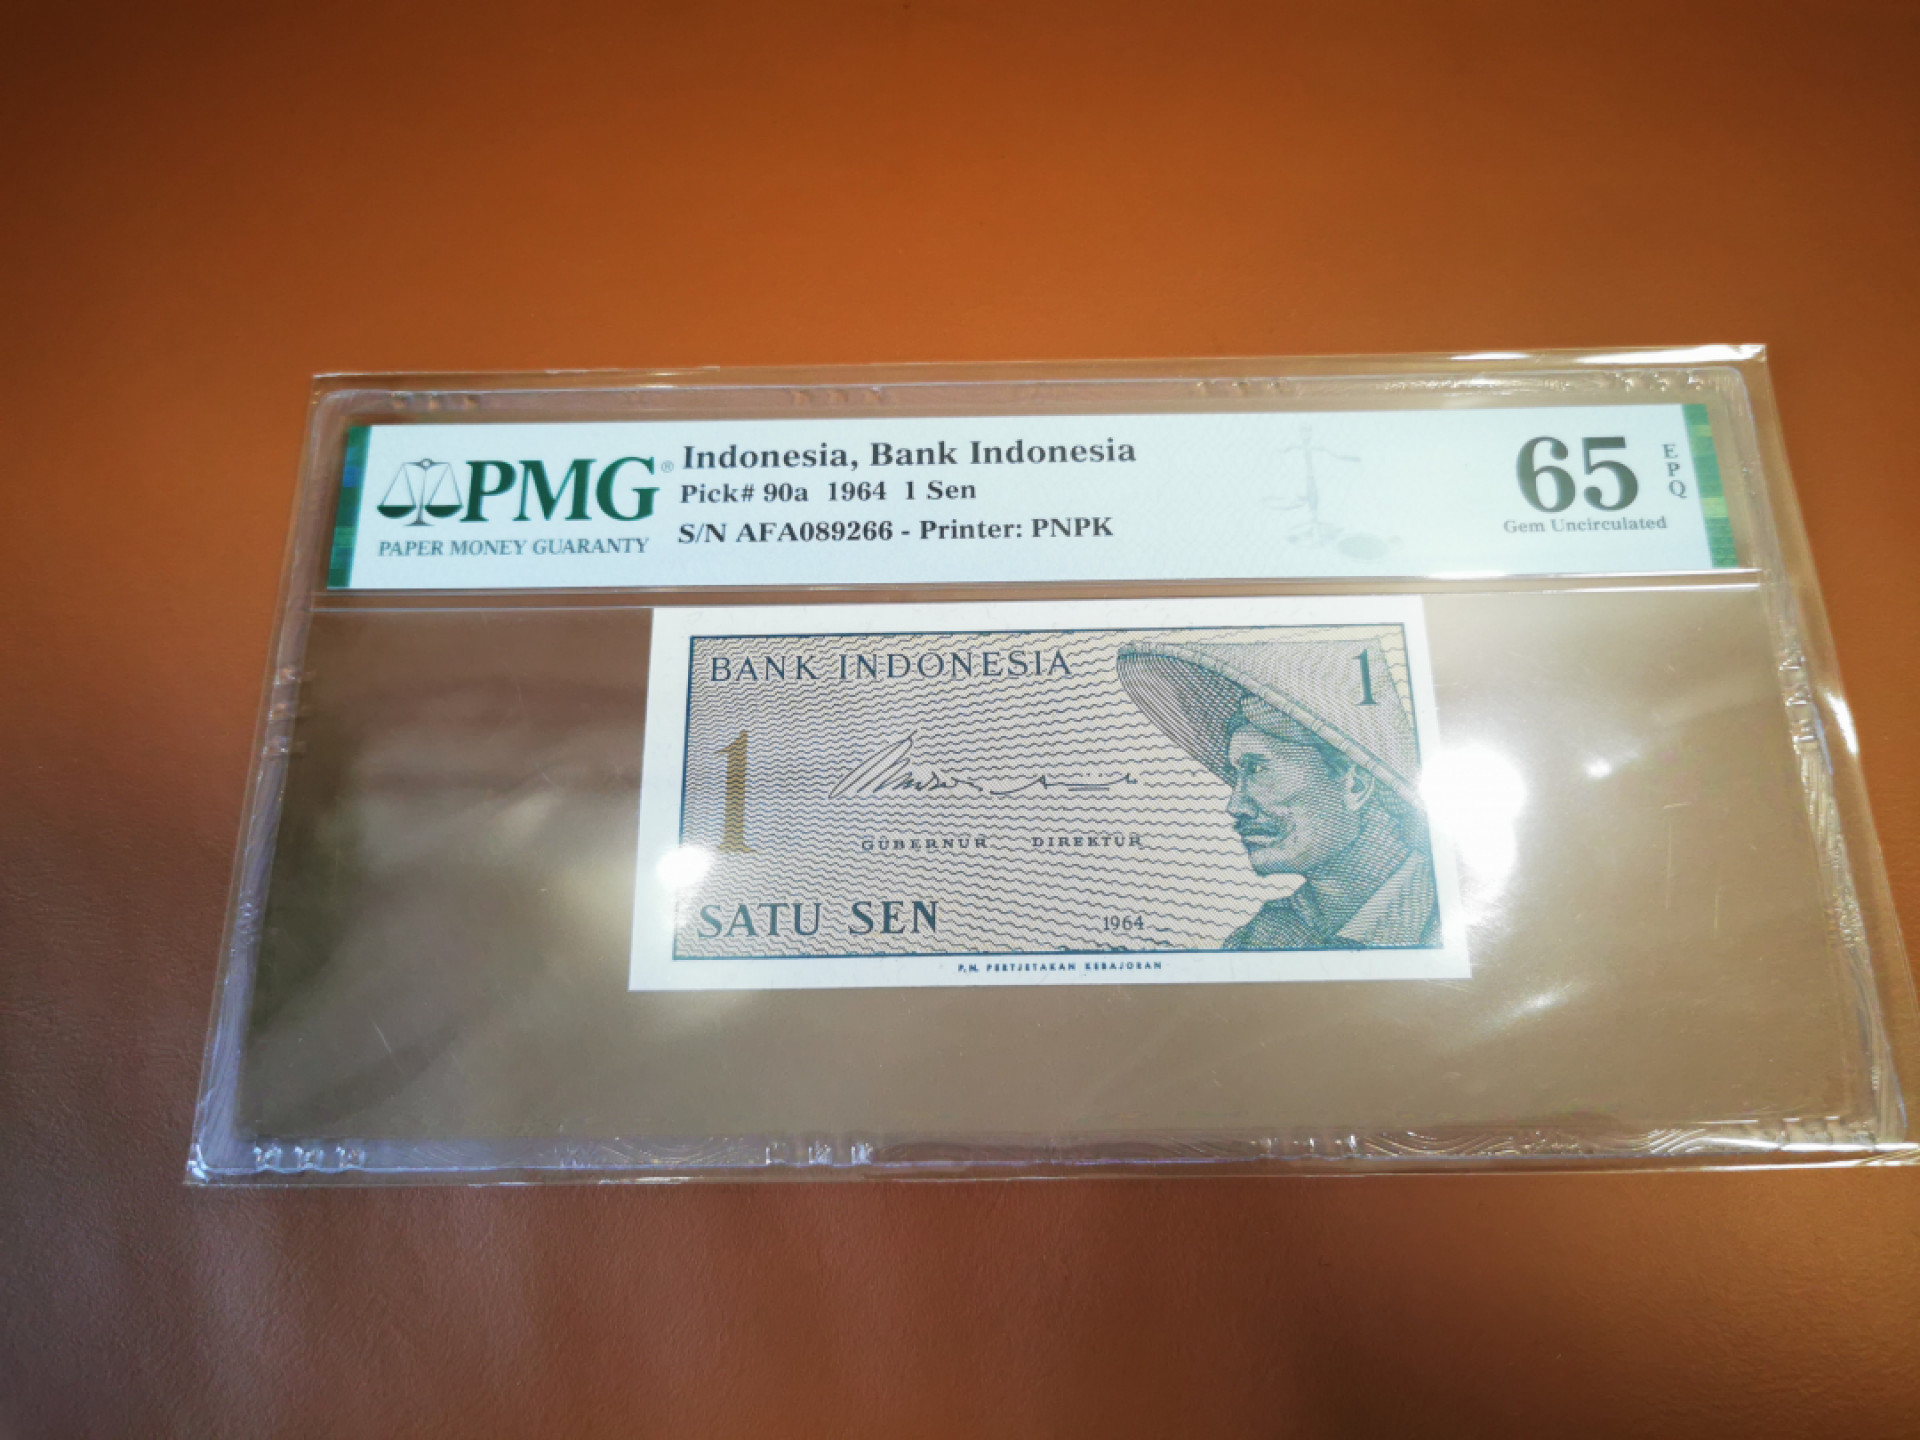 PMG®
PAPER MONEY GUARANTY
Indonesia, Bank Indonesia
Pick# 90a 1964 1 Sen
S/N AFA089266 - Printer: PNPK
65
EPQ
Gem Uncirculated
BANK INDONESIA
1
1
GUBERNUR DIREKTUR
SATU SEN
1964
P.N. PERTJETAKAN KEBAJORAN